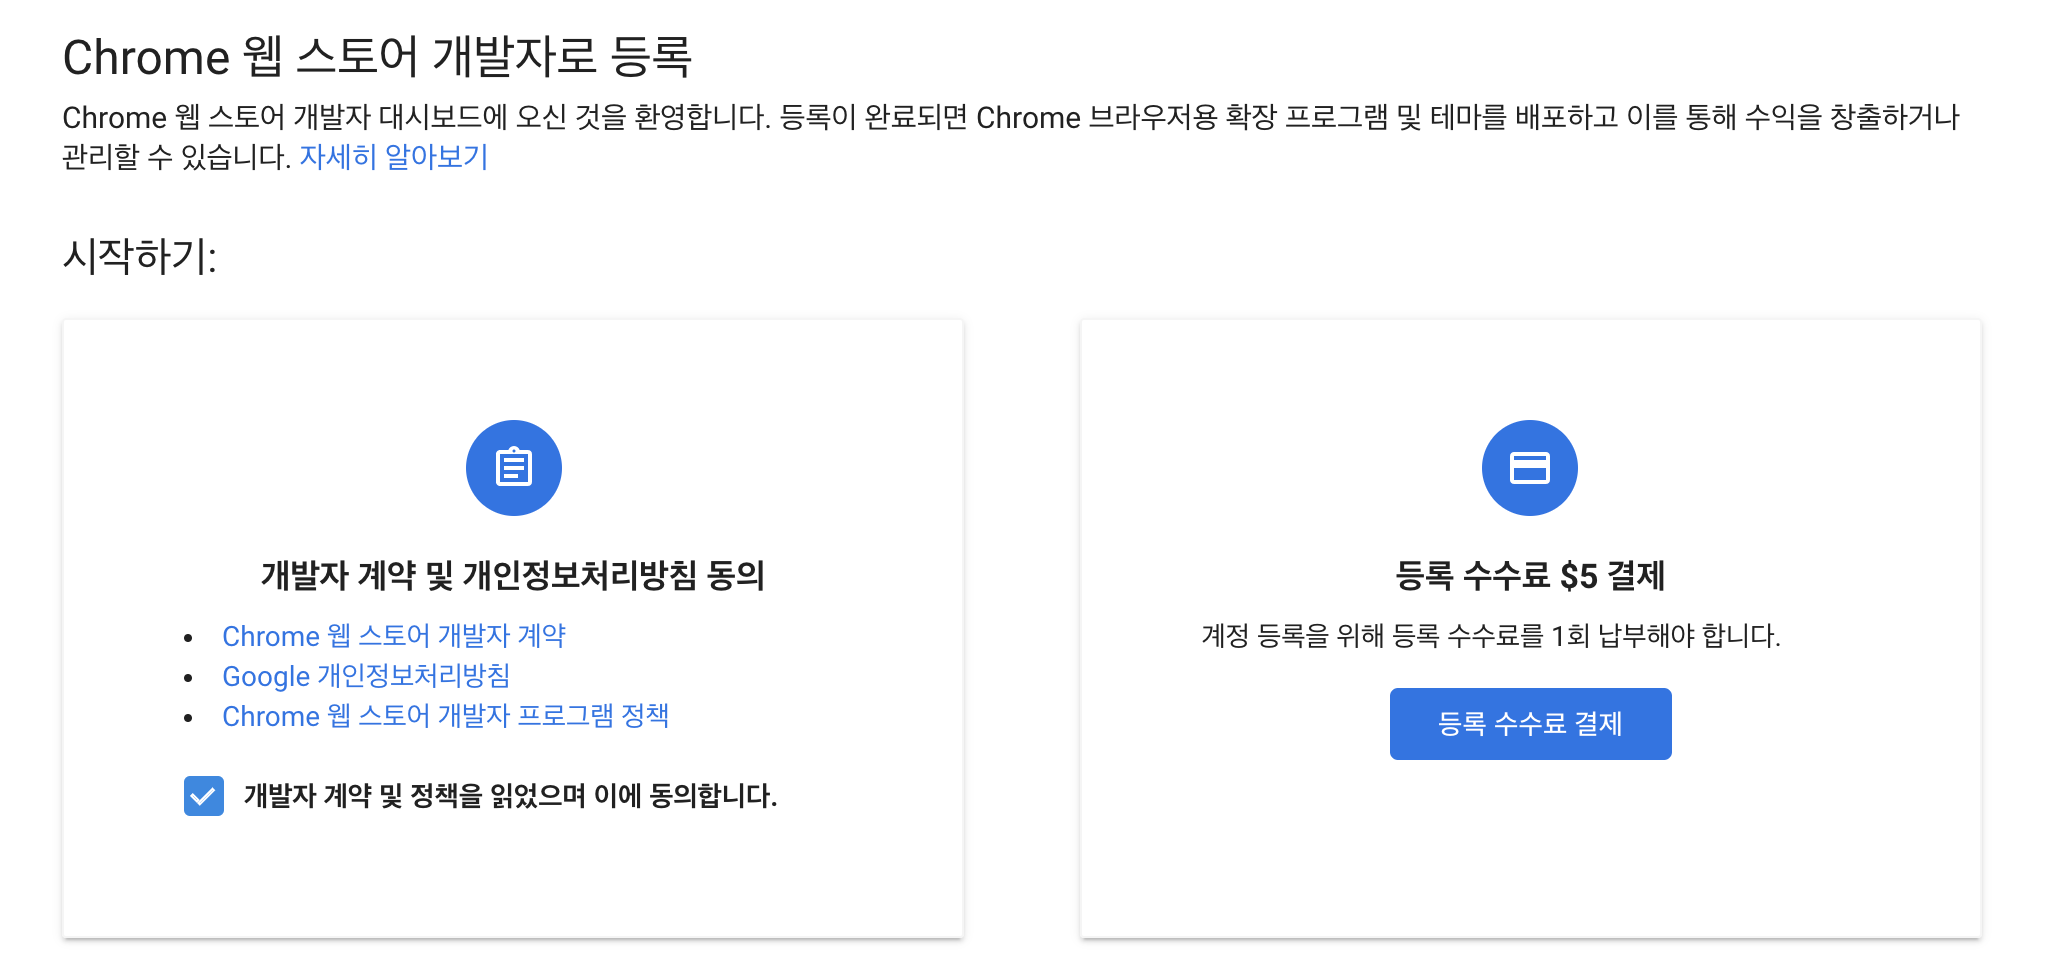 Chrome 웹 스토어 개발자로 등록
Chrome 웹 스토어 개발자 대시보드에 오신 것을 환영합니다. 등록이 완료되면 Chrome 브라우저용 확장 프로그램 및 테마를 배포하고 이를 통해 수익을 창출하거나
관리할 수 있습니다. 자세히 알아보기
시작하기:
개발자 계약 및 개인정보처리방침 동의
• Chrome 웹 스토어 개발자 계약
• Google 개인정보처리방침
• Chrome 웹 스토어 개발자 프로그램 정책
개발자 계약 및 정책을 읽었으며 이에 동의합니다.
등록 수수료 $5 결제
계정 등록을 위해 등록 수수료를 1회 납부해야 합니다.
등록 수수료 결제